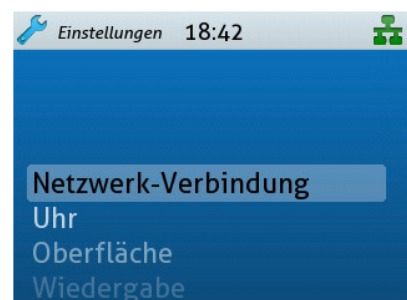 Einstellungen 18:42
Netzwerk-Verbindung
Uhr
Oberfläche
Wiedergabe